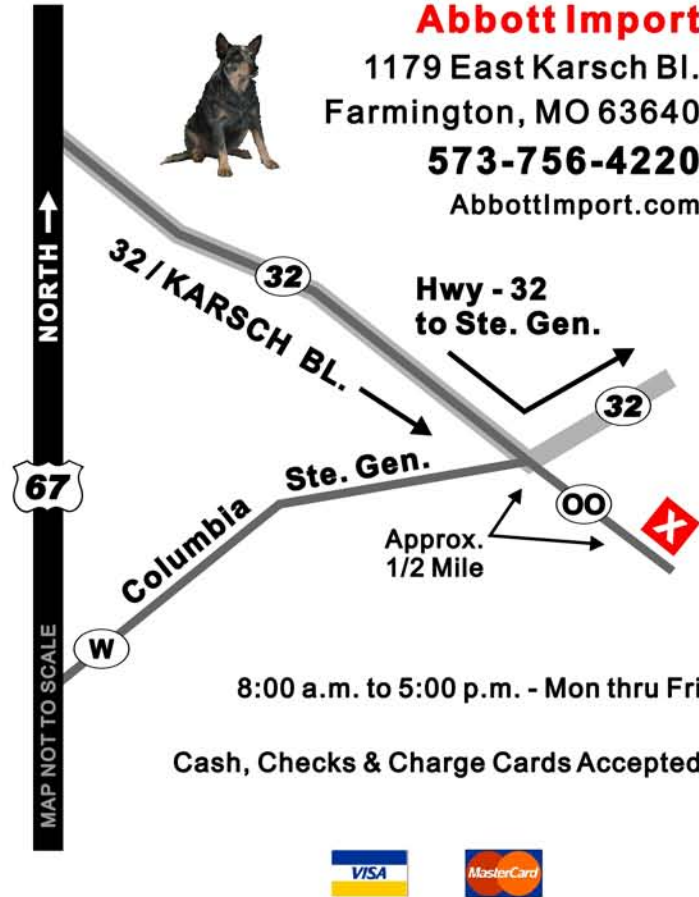 Abbott Import
1179 East Karsch Bl.
Farmington, MO 63640
573-756-4220
AbbottImport.com
NORTH
32 / KARSCH BL.
32
Hwy - 32
to Ste. Gen.
32
67
Columbia
Ste. Gen.
OO
X
Approx.
1/2 Mile
W
MAP NOT TO SCALE
8:00 a.m. to 5:00 p.m. - Mon thru Fri
Cash, Checks & Charge Cards Accepted
VISA
MasterCard